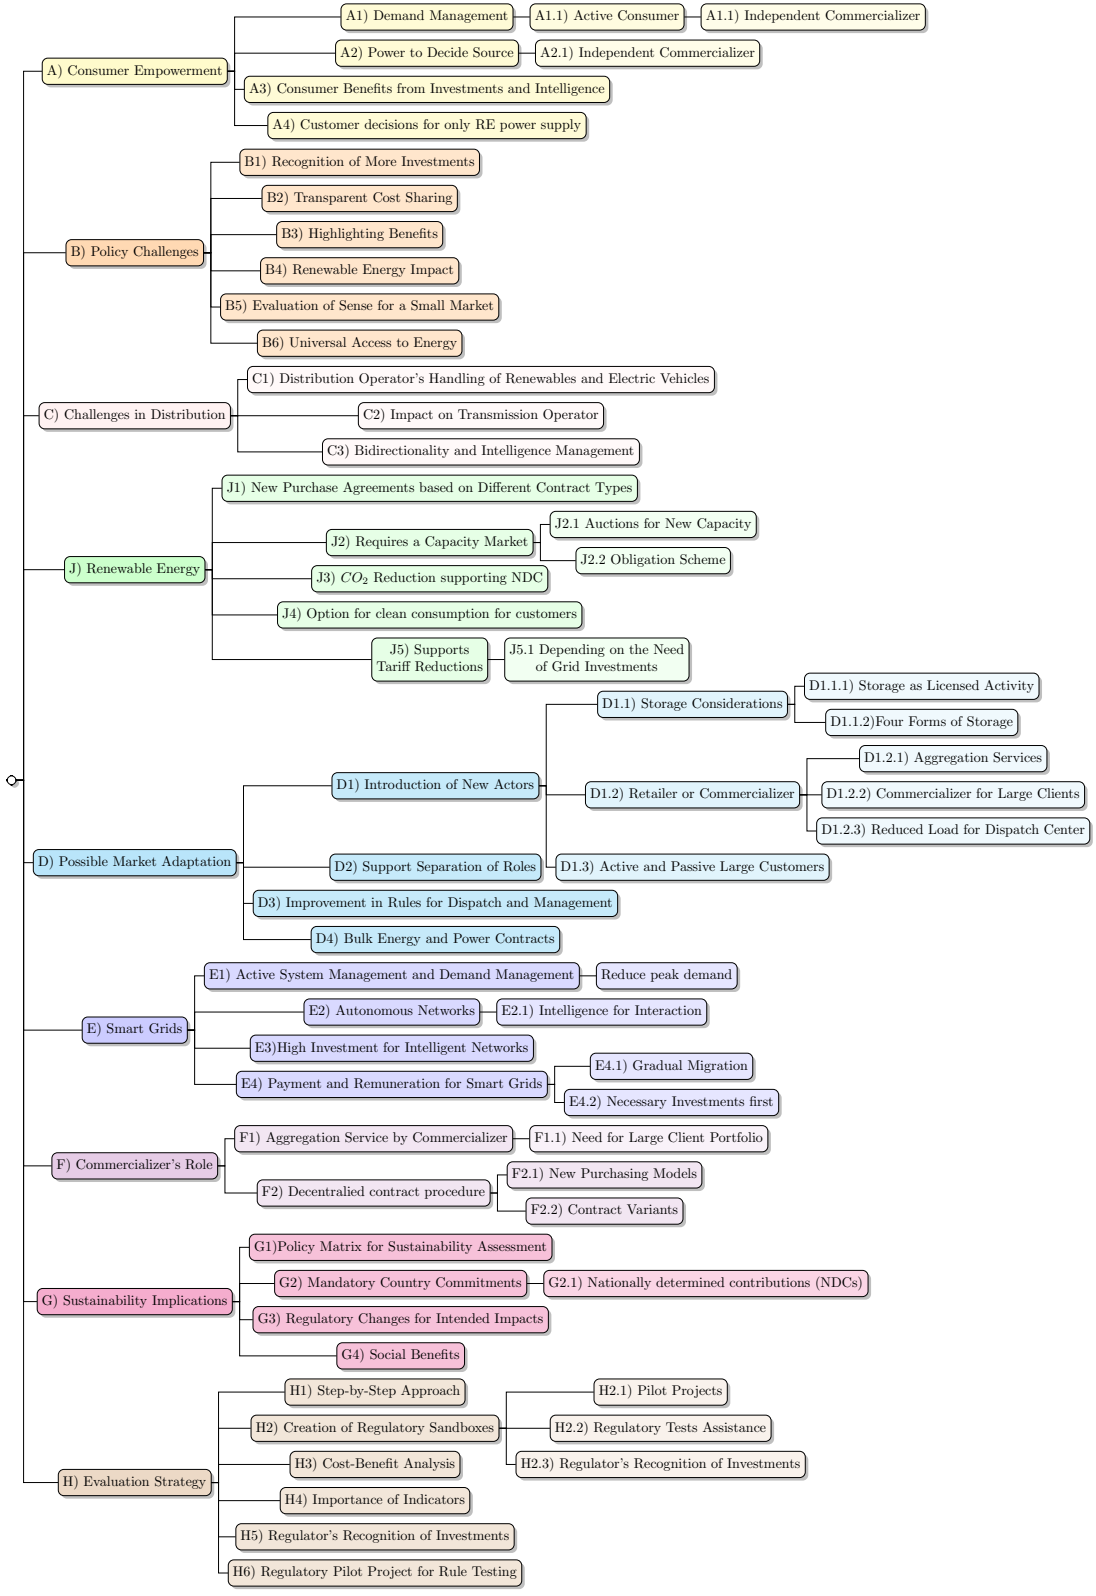 A) Consumer Empowerment
A1) Demand Management
A1.1) Active Consumer
A1.1) Independent Commercializer
A2) Power to Decide Source
A2.1) Independent Commercializer
A3) Consumer Benefits from Investments and Intelligence
A4) Customer decisions for only RE power supply
B) Policy Challenges
B1) Recognition of More Investments
B2) Transparent Cost Sharing
B3) Highlighting Benefits
B4) Renewable Energy Impact
B5) Evaluation of Sense for a Small Market
B6) Universal Access to Energy
C) Challenges in Distribution
C1) Distribution Operator's Handling of Renewables and Electric Vehicles
C2) Impact on Transmission Operator
C3) Bidirectionality and Intelligence Management
J) Renewable Energy
J1) New Purchase Agreements based on Different Contract Types
J2) Requires a Capacity Market
J2.1 Auctions for New Capacity
J2.2 Obligation Scheme
J3) CO₂ Reduction supporting NDC
J4) Option for clean consumption for customers
J5) Supports
Tariff Reductions
J5.1 Depending on the Need
of Grid Investments
D) Possible Market Adaptation
D1) Introduction of New Actors
D1.1) Storage Considerations
D1.1.1) Storage as Licensed Activity
D1.1.2)Four Forms of Storage
D1.2) Retailer or Commercializer
D1.2.1) Aggregation Services
D1.2.2) Commercializer for Large Clients
D1.2.3) Reduced Load for Dispatch Center
D1.3) Active and Passive Large Customers
D2) Support Separation of Roles
D3) Improvement in Rules for Dispatch and Management
D4) Bulk Energy and Power Contracts
E) Smart Grids
E1) Active System Management and Demand Management
Reduce peak demand
E2) Autonomous Networks
E2.1) Intelligence for Interaction
E3)High Investment for Intelligent Networks
E4) Payment and Remuneration for Smart Grids
E4.1) Gradual Migration
E4.2) Necessary Investments first
F) Commercializer's Role
F1) Aggregation Service by Commercializer
F1.1) Need for Large Client Portfolio
F2) Decentralied contract procedure
F2.1) New Purchasing Models
F2.2) Contract Variants
G) Sustainability Implications
G1)Policy Matrix for Sustainability Assessment
G2) Mandatory Country Commitments
G2.1) Nationally determined contributions (NDCs)
G3) Regulatory Changes for Intended Impacts
G4) Social Benefits
H) Evaluation Strategy
H1) Step-by-Step Approach
H2) Creation of Regulatory Sandboxes
H2.1) Pilot Projects
H2.2) Regulatory Tests Assistance
H2.3) Regulator's Recognition of Investments
H3) Cost-Benefit Analysis
H4) Importance of Indicators
H5) Regulator's Recognition of Investments
H6) Regulatory Pilot Project for Rule Testing